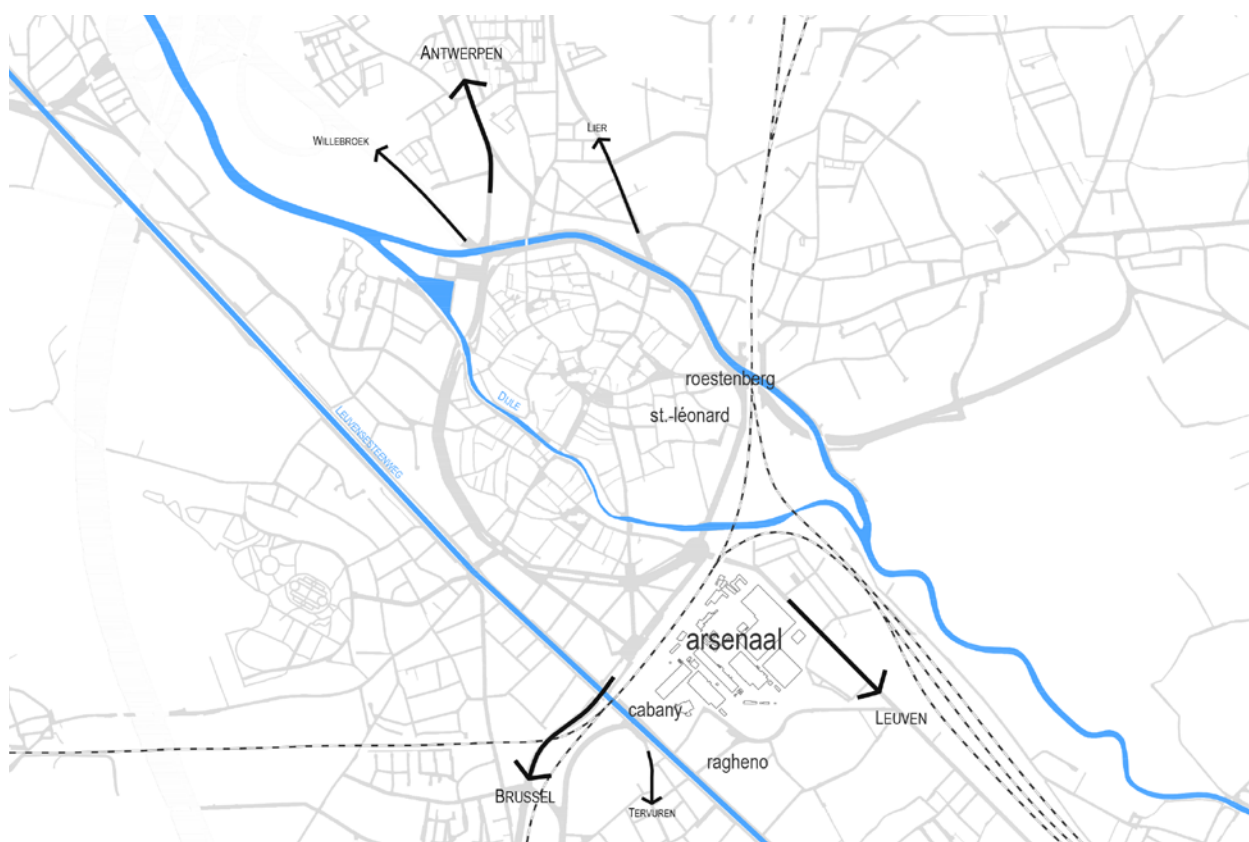 ANTWERPEN
LIER
WILLEBROEK
roestenberg
DIJLE
st.-léonard
LEUVENSESTEENWEG
arsenaal
cabany
LEUVEN
ragheno
BRUSSEL
TERVUREN